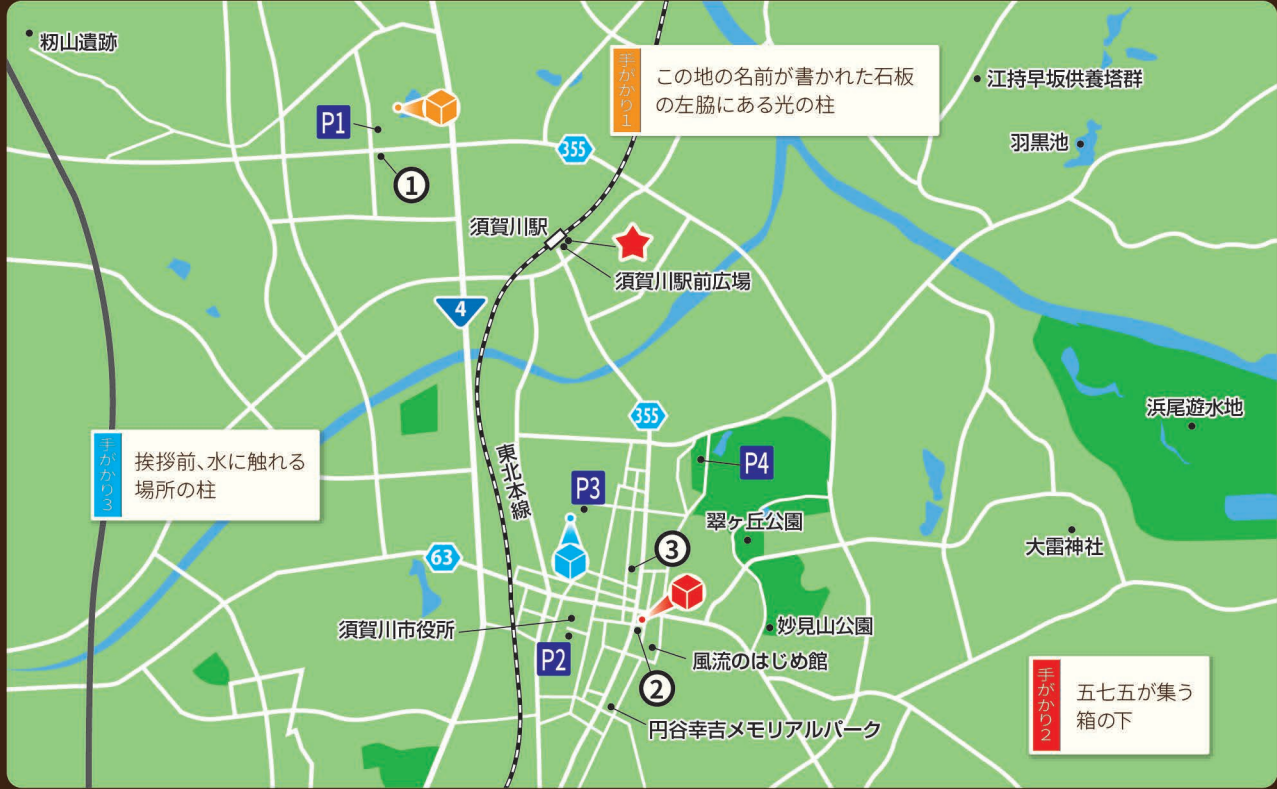 籾山遺跡
手がかり1
この地の名前が書かれた石板
の左脇にある光の柱
江持早坂供養塔群
P1
355
羽黒池
①
須賀川駅
須賀川駅前広場
4
浜尾遊水地
355
手がかり3
挨拶前、水に触れる
場所の柱
東北本線
P4
P3
翠ヶ丘公園
③
大雷神社
63
須賀川市役所
妙見山公園
P2
風流のはじめ館
②
円谷幸吉メモリアルパーク
手がかり2
五七五が集う
箱の下